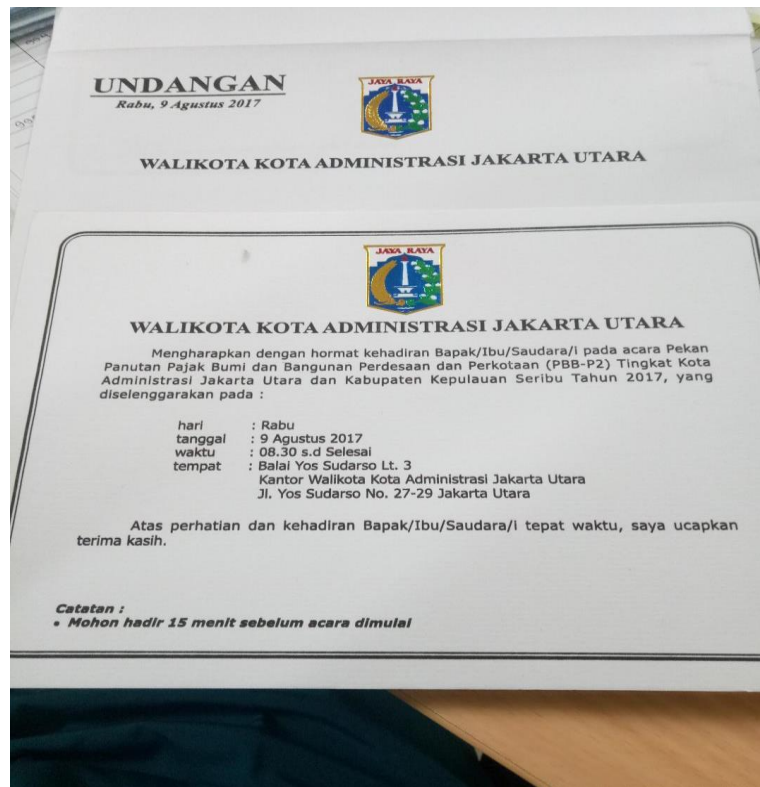 UNDANGAN
Rabu, 9 Agustus 2017
JAYA RAYA
WALIKOTA KOTA ADMINISTRASI JAKARTA UTARA
JAYA RAYA
WALIKOTA KOTA ADMINISTRASI JAKARTA UTARA
Mengharapkan dengan hormat kehadiran Bapak/Ibu/Saudara/i pada acara Pekan
Panutan Pajak Bumi dan Bangunan Perdesaan dan Perkotaan (PBB-P2) Tingkat Kota
Administrasi Jakarta Utara dan Kabupaten Kepulauan Seribu Tahun 2017, yang
diselenggarakan pada :
hari : Rabu
tanggal : 9 Agustus 2017
waktu : 08.30 s.d Selesai
tempat : Balai Yos Sudarso Lt. 3
Kantor Walikota Kota Administrasi Jakarta Utara
Jl. Yos Sudarso No. 27-29 Jakarta Utara
Atas perhatian dan kehadiran Bapak/Ibu/Saudara/i tepat waktu, saya ucapkan
terima kasih.
Catatan :
• Mohon hadir 15 menit sebelum acara dimulai